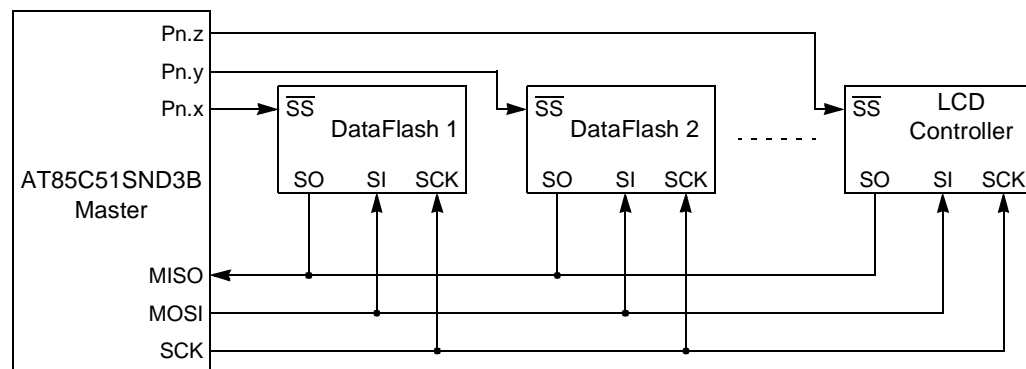 Pn.z
Pn.y
Pn.x
SS
DataFlash 1
SO SI SCK
SS
DataFlash 2
SO SI SCK
SS
LCD
Controller
SO SI SCK
AT85C51SND3B
Master
MISO
MOSI
SCK